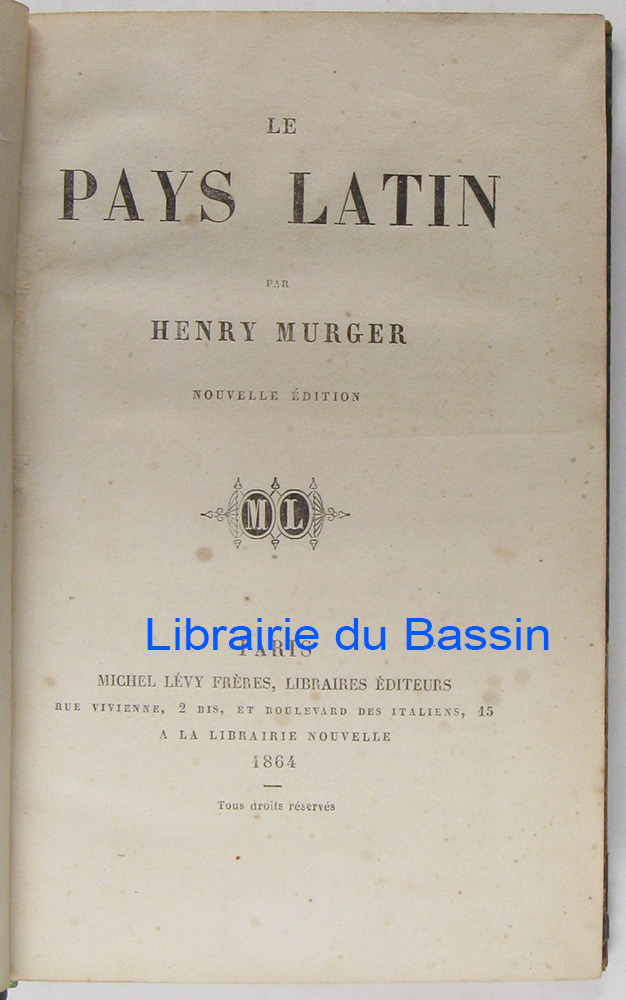 LE
PAYS LATIN
PAR
HENRY MURGER
NOUVELLE ÉDITION
ML
Librairie du Bassin
PARIS
MICHEL LÉVY FRÈRES, LIBRAIRES ÉDITEURS
RUE VIVIENNE, 2 BIS, ET BOULEVARD DES ITALIENS, 15
A LA LIBRAIRIE NOUVELLE
1864
Tous droits réservés